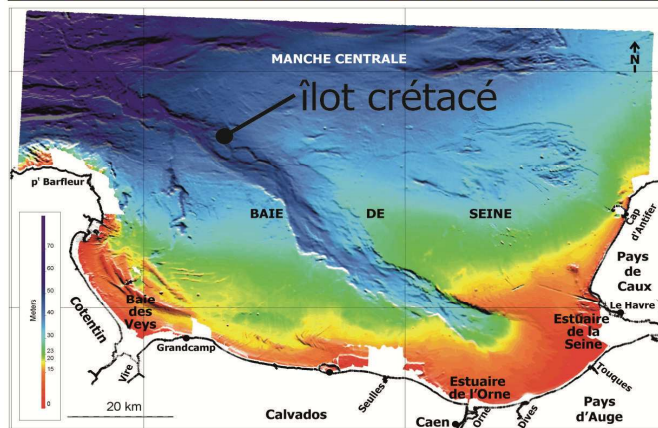 MANCHE CENTRALE
N
îlot crétacé
pᵗ Barfleur
BAIE DE SEINE
Cap
d'Antifer
Pays
de
Caux
Le Havre
Estuaire
de la
Seine
Meters
70
60
50
40
30
23
20
15
0
Cotentin
Baie
des
Veys
Grandcamp
Vire
20 km
Calvados
Seulles
Estuaire
de l'Orne
Caen
Orne
Dives
Touques
Pays
d'Auge